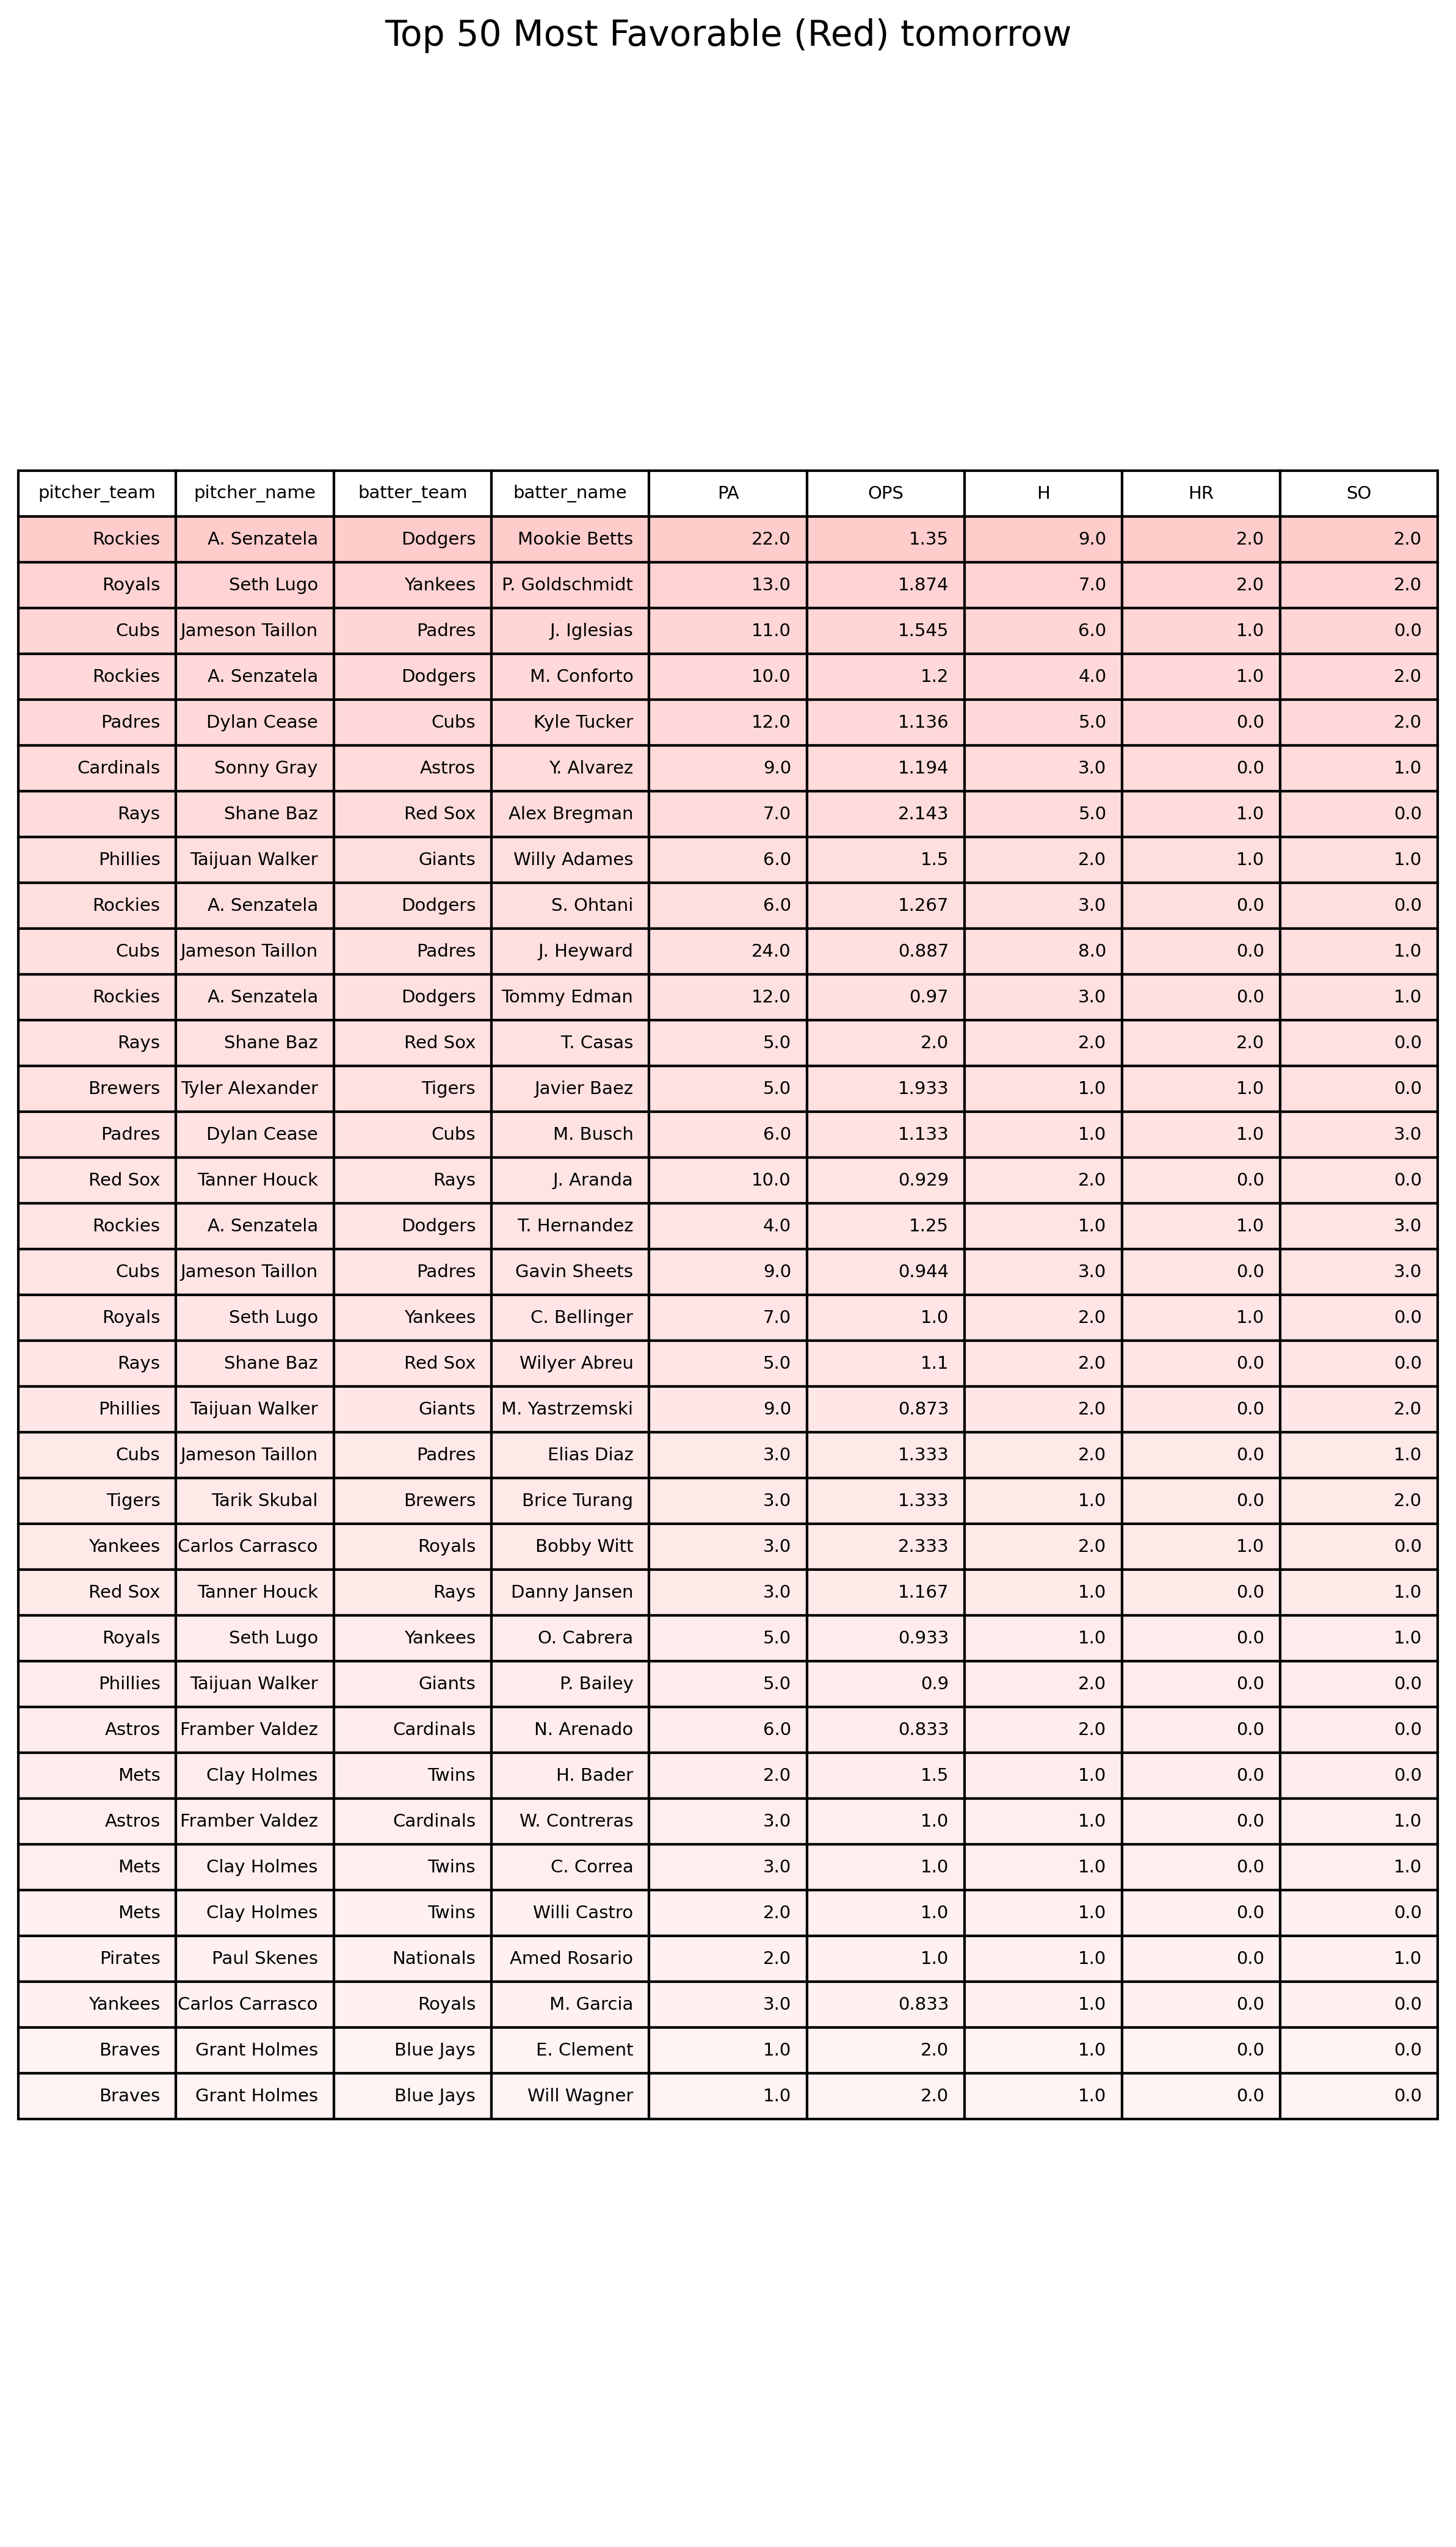 Top 50 Most Favorable (Red) tomorrow
pitcher_team pitcher_name batter_team batter_name PA OPS H HR SO
Rockies A. Senzatela Dodgers Mookie Betts 22.0 1.35 9.0 2.0 2.0
Royals Seth Lugo Yankees P. Goldschmidt 13.0 1.874 7.0 2.0 2.0
Cubs Jameson Taillon Padres J. Iglesias 11.0 1.545 6.0 1.0 0.0
Rockies A. Senzatela Dodgers M. Conforto 10.0 1.2 4.0 1.0 2.0
Padres Dylan Cease Cubs Kyle Tucker 12.0 1.136 5.0 0.0 2.0
Cardinals Sonny Gray Astros Y. Alvarez 9.0 1.194 3.0 0.0 1.0
Rays Shane Baz Red Sox Alex Bregman 7.0 2.143 5.0 1.0 0.0
Phillies Taijuan Walker Giants Willy Adames 6.0 1.5 2.0 1.0 1.0
Rockies A. Senzatela Dodgers S. Ohtani 6.0 1.267 3.0 0.0 0.0
Cubs Jameson Taillon Padres J. Heyward 24.0 0.887 8.0 0.0 1.0
Rockies A. Senzatela Dodgers Tommy Edman 12.0 0.97 3.0 0.0 1.0
Rays Shane Baz Red Sox T. Casas 5.0 2.0 2.0 2.0 0.0
Brewers Tyler Alexander Tigers Javier Baez 5.0 1.933 1.0 1.0 0.0
Padres Dylan Cease Cubs M. Busch 6.0 1.133 1.0 1.0 3.0
Red Sox Tanner Houck Rays J. Aranda 10.0 0.929 2.0 0.0 0.0
Rockies A. Senzatela Dodgers T. Hernandez 4.0 1.25 1.0 1.0 3.0
Cubs Jameson Taillon Padres Gavin Sheets 9.0 0.944 3.0 0.0 3.0
Royals Seth Lugo Yankees C. Bellinger 7.0 1.0 2.0 1.0 0.0
Rays Shane Baz Red Sox Wilyer Abreu 5.0 1.1 2.0 0.0 0.0
Phillies Taijuan Walker Giants M. Yastrzemski 9.0 0.873 2.0 0.0 2.0
Cubs Jameson Taillon Padres Elias Diaz 3.0 1.333 2.0 0.0 1.0
Tigers Tarik Skubal Brewers Brice Turang 3.0 1.333 1.0 0.0 2.0
Yankees Carlos Carrasco Royals Bobby Witt 3.0 2.333 2.0 1.0 0.0
Red Sox Tanner Houck Rays Danny Jansen 3.0 1.167 1.0 0.0 1.0
Royals Seth Lugo Yankees O. Cabrera 5.0 0.933 1.0 0.0 1.0
Phillies Taijuan Walker Giants P. Bailey 5.0 0.9 2.0 0.0 0.0
Astros Framber Valdez Cardinals N. Arenado 6.0 0.833 2.0 0.0 0.0
Mets Clay Holmes Twins H. Bader 2.0 1.5 1.0 0.0 0.0
Astros Framber Valdez Cardinals W. Contreras 3.0 1.0 1.0 0.0 1.0
Mets Clay Holmes Twins C. Correa 3.0 1.0 1.0 0.0 1.0
Mets Clay Holmes Twins Willi Castro 2.0 1.0 1.0 0.0 0.0
Pirates Paul Skenes Nationals Amed Rosario 2.0 1.0 1.0 0.0 1.0
Yankees Carlos Carrasco Royals M. Garcia 3.0 0.833 1.0 0.0 0.0
Braves Grant Holmes Blue Jays E. Clement 1.0 2.0 1.0 0.0 0.0
Braves Grant Holmes Blue Jays Will Wagner 1.0 2.0 1.0 0.0 0.0